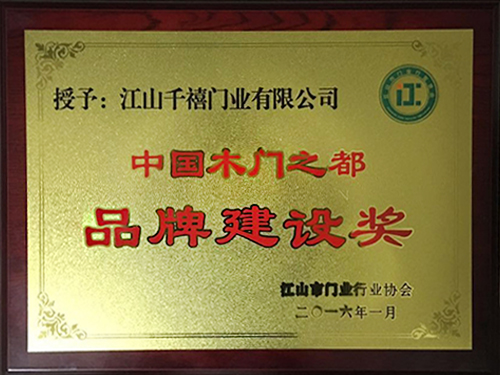 授予：江山千禧门业有限公司
江
中国木门之都
品牌建设奖
江山市门业行业协会
二〇一六年一月